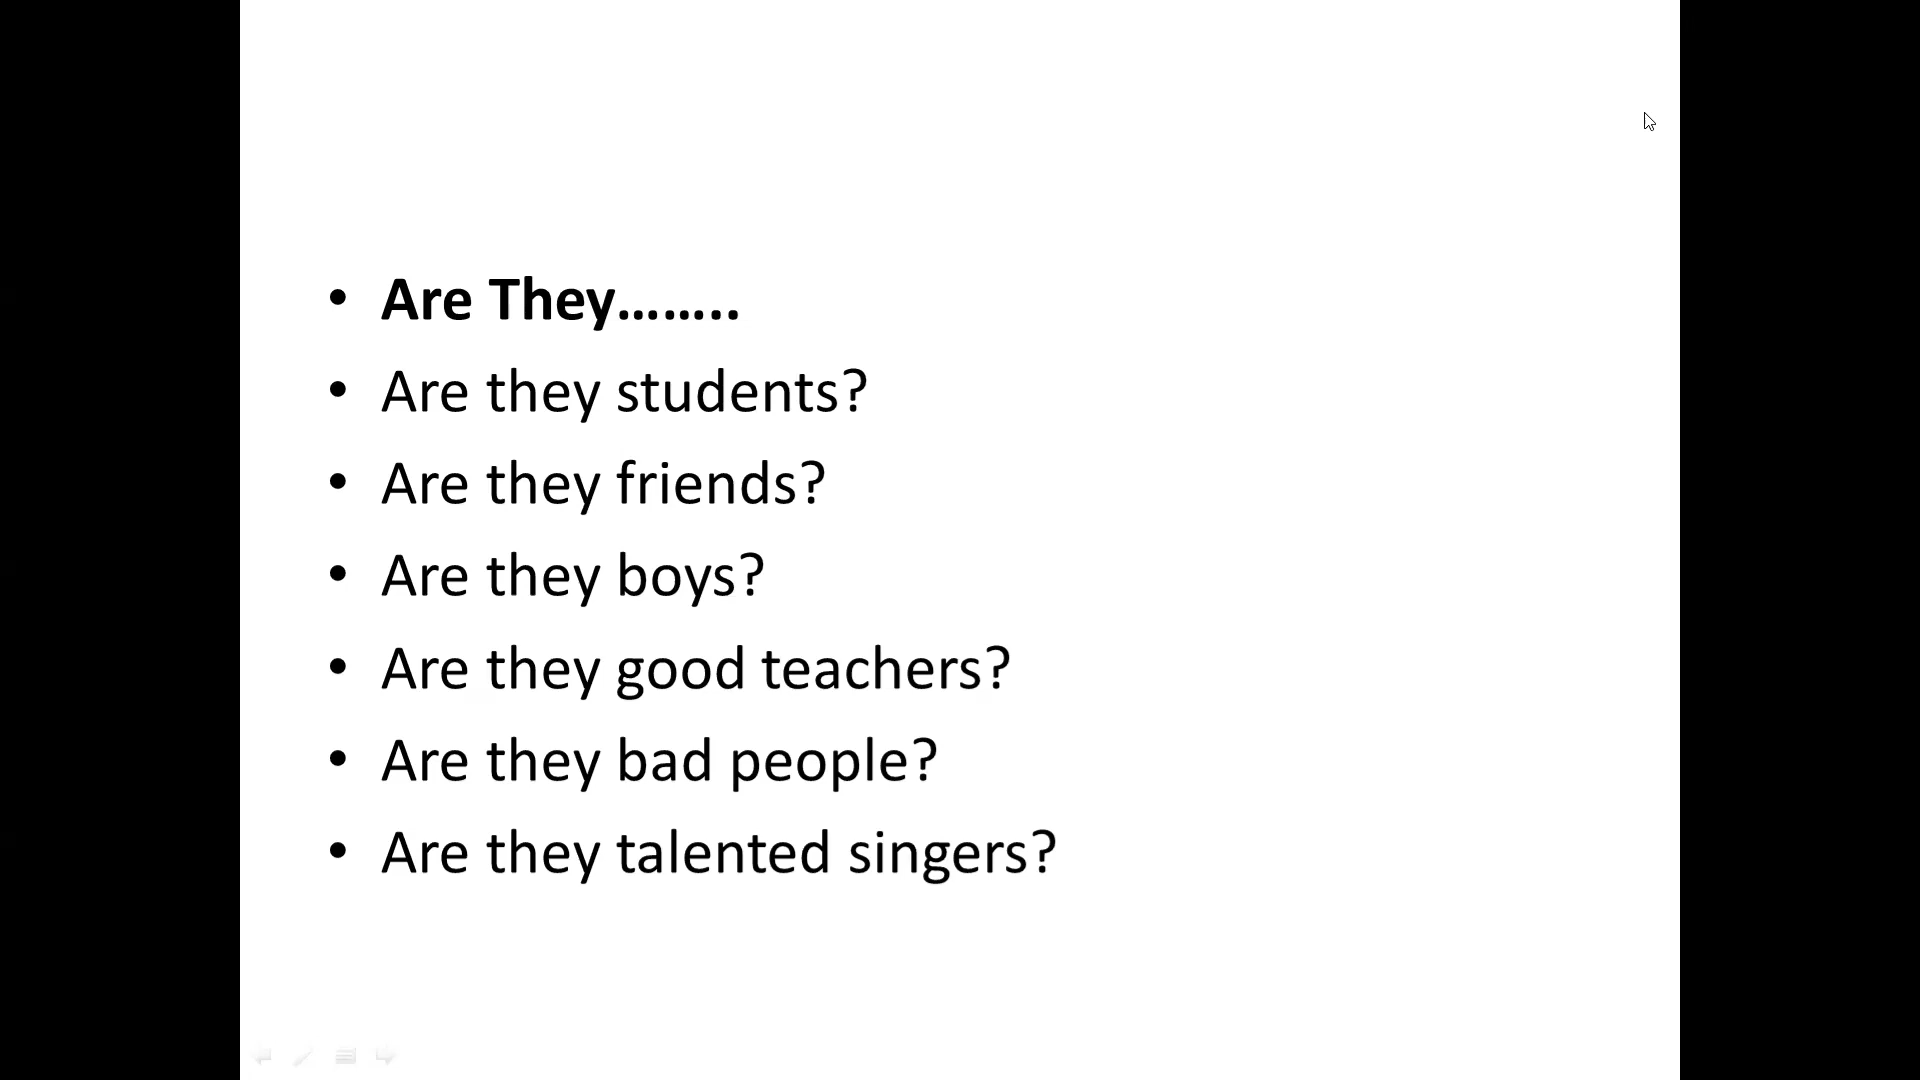 • Are They……..
• Are they students?
• Are they friends?
• Are they boys?
• Are they good teachers?
• Are they bad people?
• Are they talented singers?